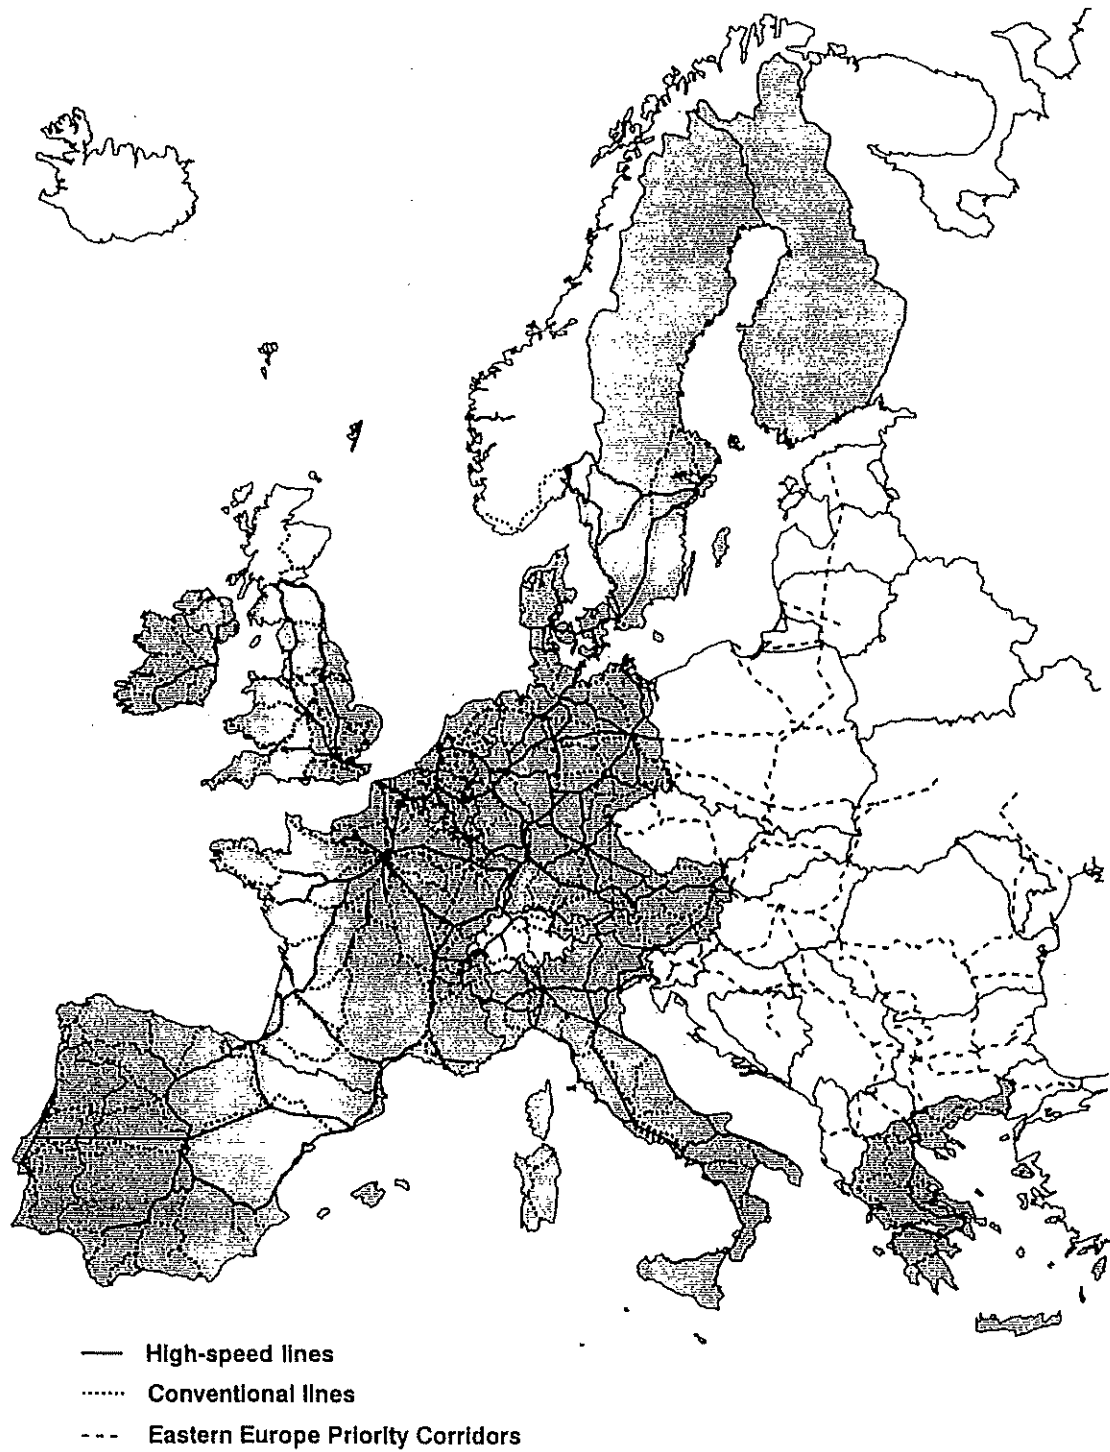 High-speed lines
Conventional lines
Eastern Europe Priority Corridors